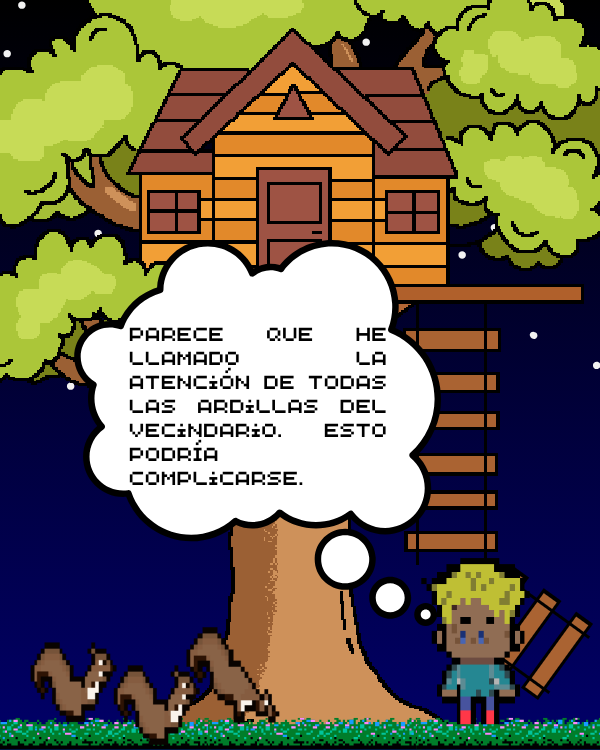 PARECE QUE HE
LLAMADO LA
ATENCiÓN DE TODAS
LAS ARDiLLAS DEL
VECiNDARiO. ESTO
PODRÍA
COMPLiCARSE.